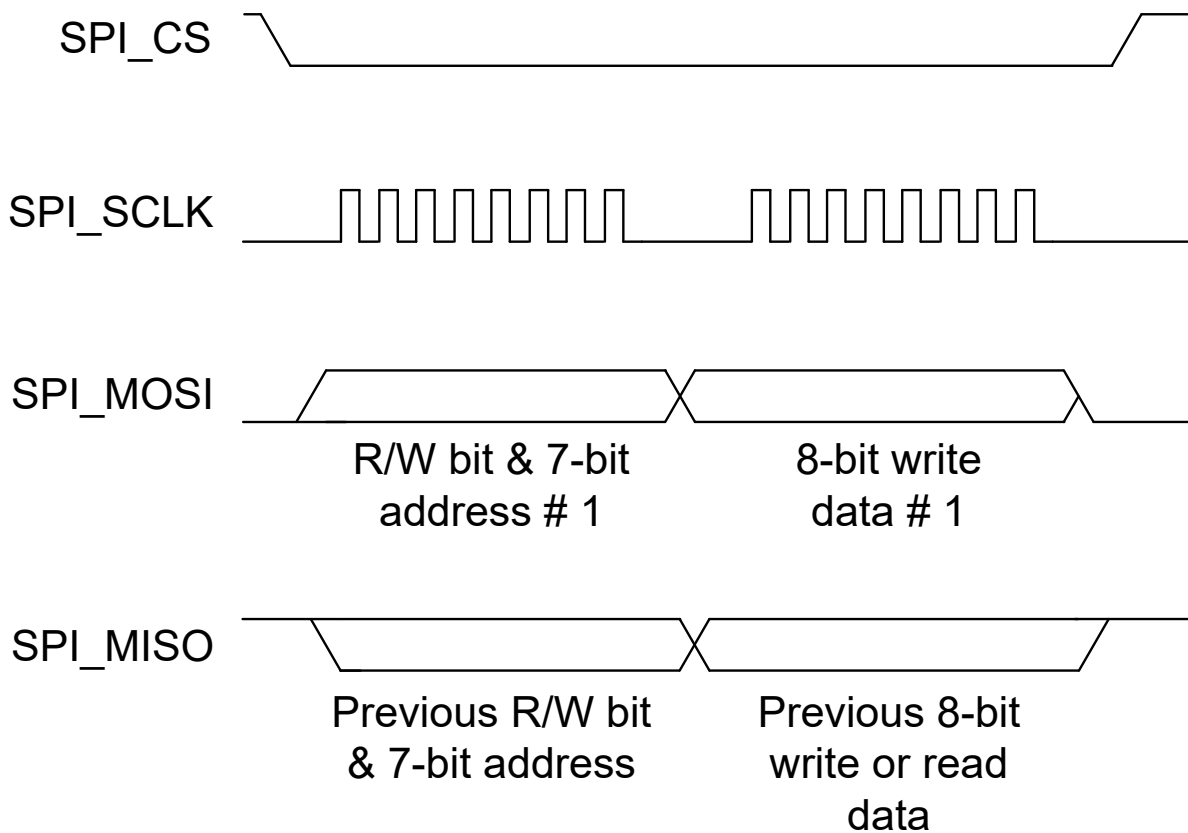 SPI_CS
SPI_SCLK
SPI_MOSI
R/W bit & 7-bit
address # 1
8-bit write
data # 1
SPI_MISO
Previous R/W bit
& 7-bit address
Previous 8-bit
write or read
data